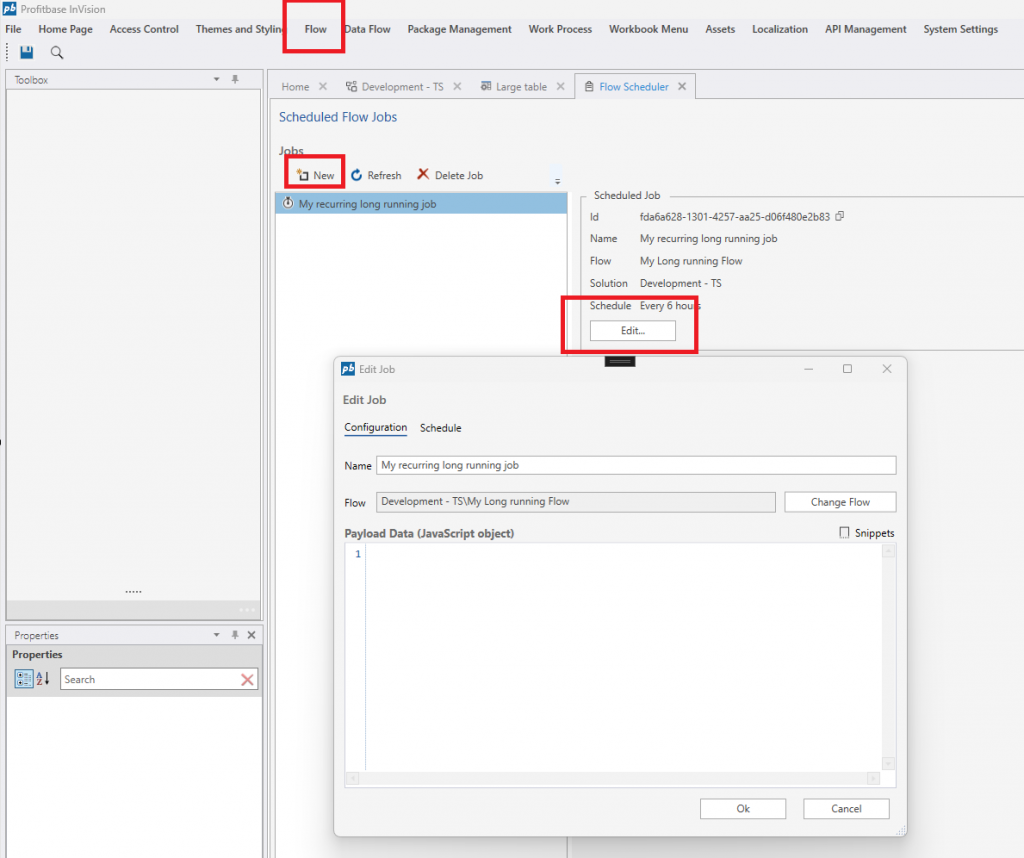 pb Profitbase InVision
File Home Page Access Control Themes and Styling Flow Data Flow Package Management Work Process Workbook Menu Assets Localization API Management System Settings
Toolbox
Home Development - TS Large table Flow Scheduler
Scheduled Flow Jobs
Jobs
New Refresh Delete Job
My recurring long running job
Scheduled Job
Id fda6a628-1301-4257-aa25-d06f480e2b83
Name My recurring long running job
Flow My Long running Flow
Solution Development - TS
Schedule Every 6 hours
Edit...
pb Edit Job
Edit Job
Configuration Schedule
Name My recurring long running job
Flow Development - TS\My Long running Flow Change Flow
Payload Data (JavaScript object) Snippets
1
Ok Cancel
Properties
Properties
A
Z
Search